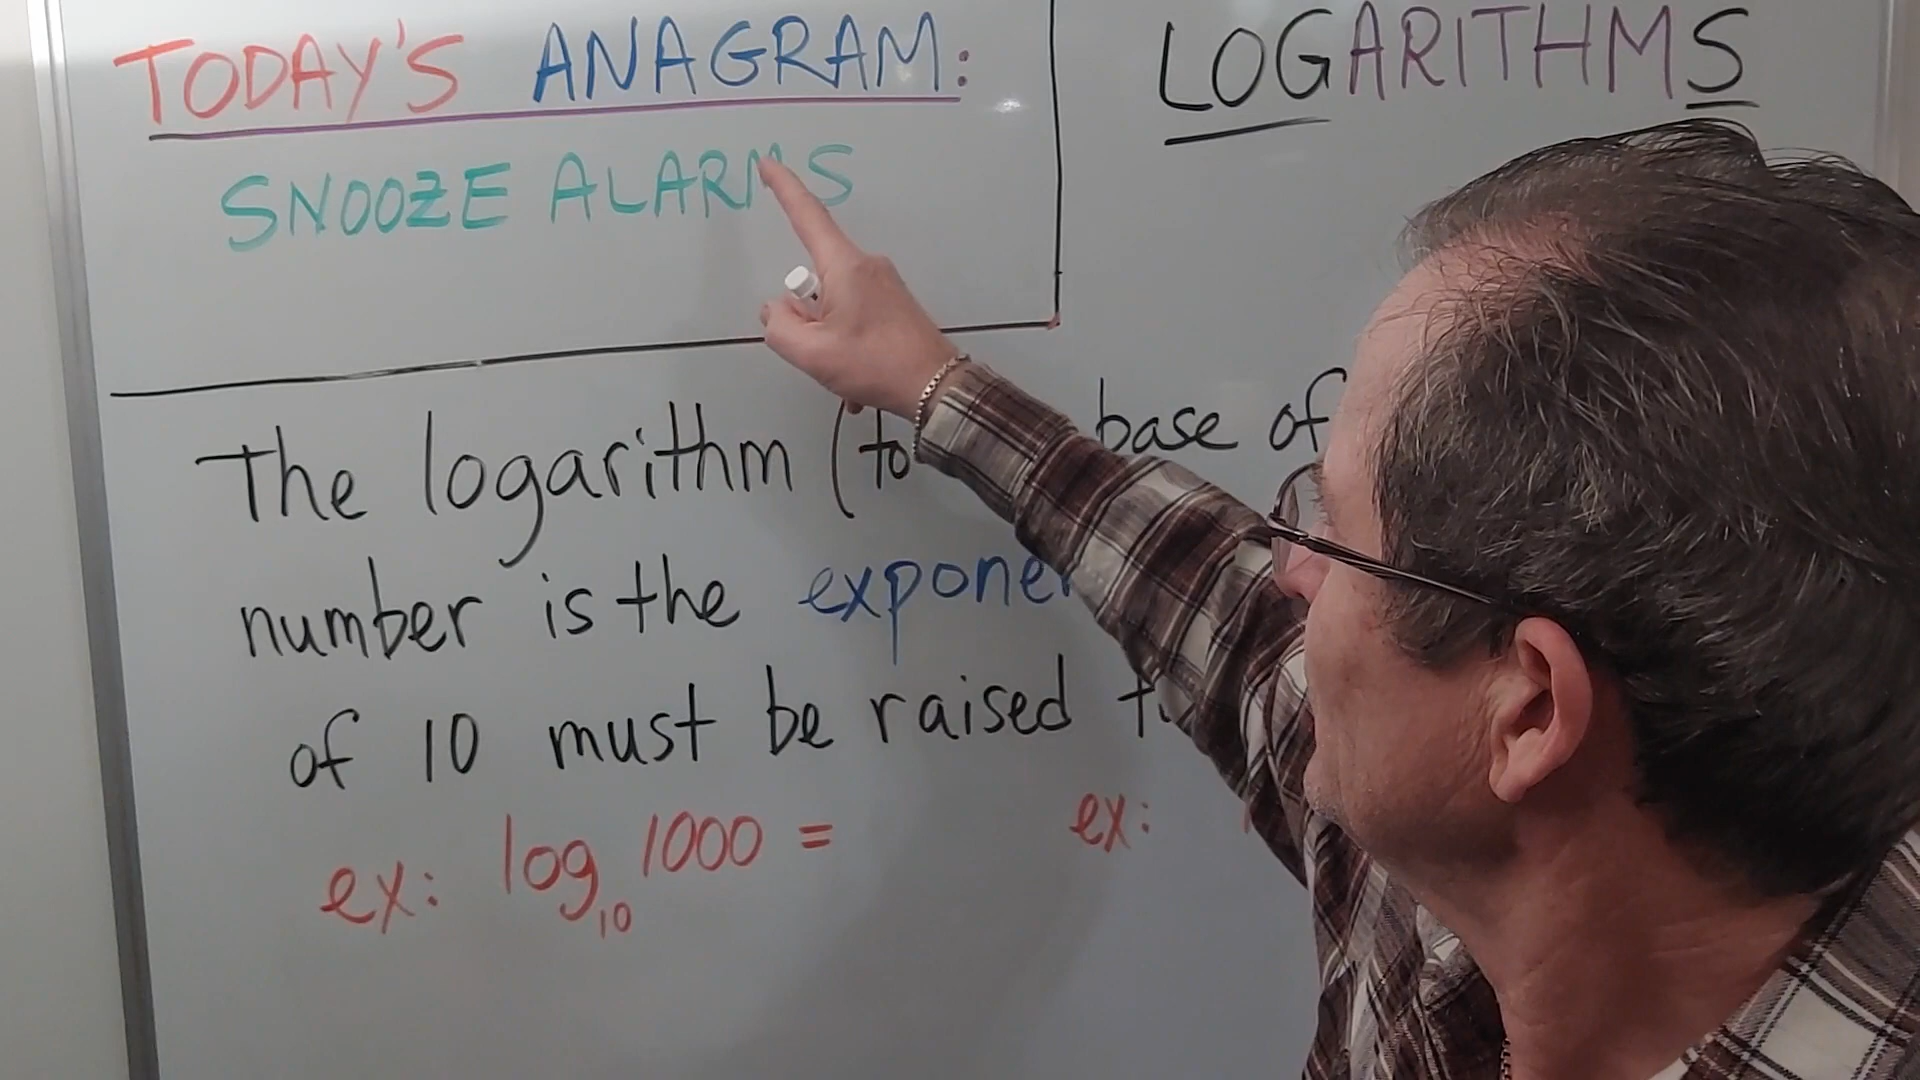 TODAY'S ANAGRAM:
SNOOZE ALARMS
LOGARITHMS
The logarithm (to base of
number is the
of 10 must be raised
ex: log₁₀ 1000 =
ex: